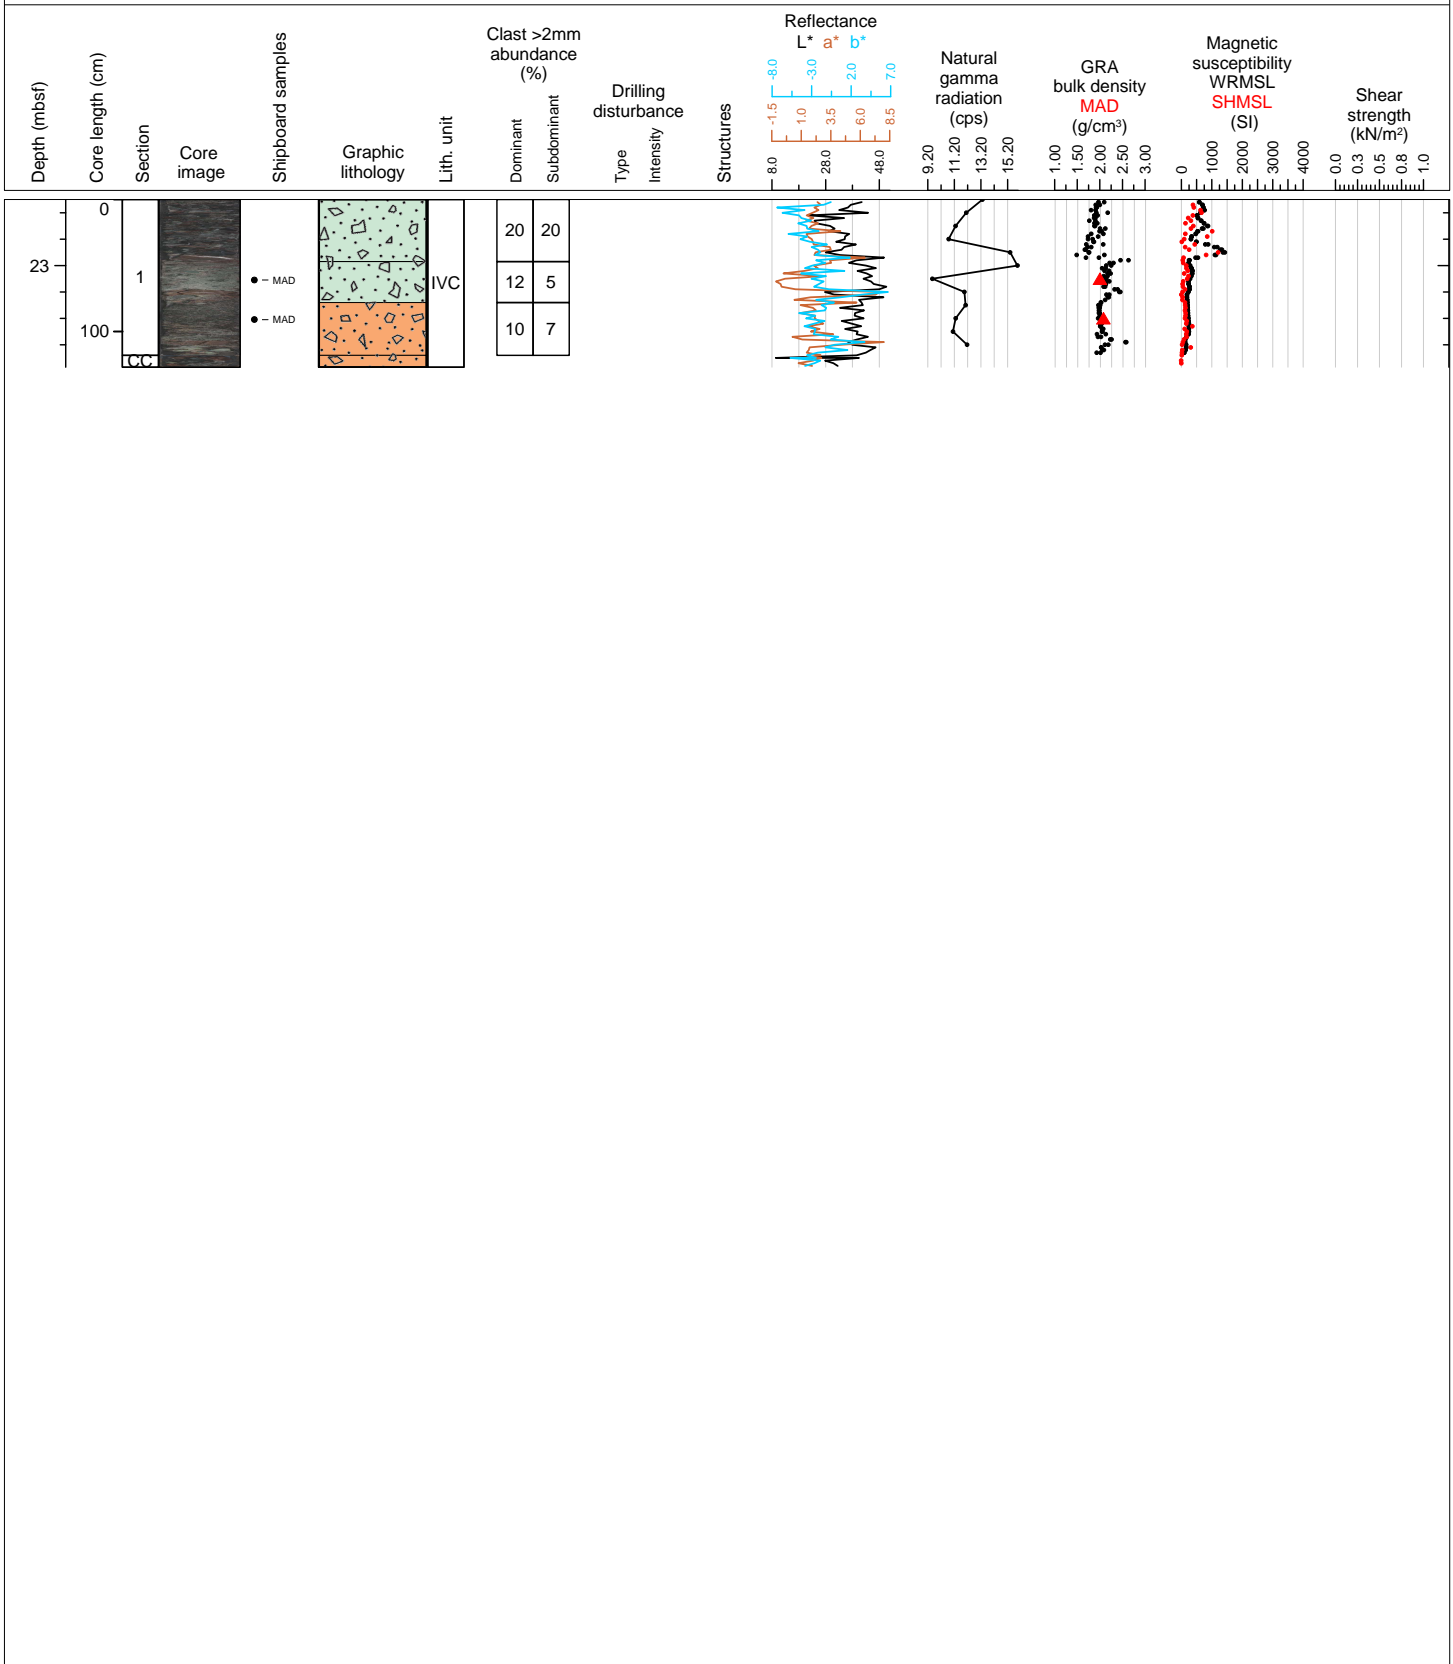 Depth (mbsf)
Core length (cm)
Section
Core
image
Shipboard samples
Graphic
lithology
Lith. unit
Clast >2mm
abundance
(%)
Dominant
Subdominant
Drilling
disturbance
Type
Intensity
Structures
Reflectance
L* a* b*
-8.0 -3.0 2.0 7.0
-1.5 1.0 3.5 6.0 8.5
8.0 28.0 48.0
Natural
gamma
radiation
(cps)
9.20 11.20 13.20 15.20
GRA
bulk density
MAD
(g/cm³)
1.00 1.50 2.00 2.50 3.00
Magnetic
susceptibility
WRMSL
SHMSL
(SI)
0 1000 2000 3000 4000
Shear
strength
(kN/m²)
0.0 0.3 0.5 0.8 1.0
0
20 20
23
1
MAD
IVC
12 5
MAD
100
10 7
CC